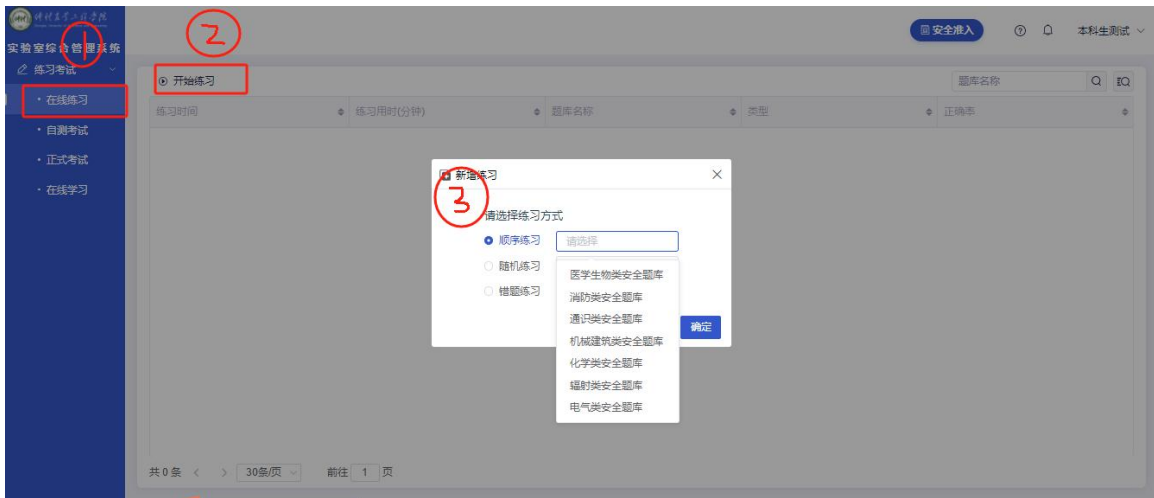 实验室综合管理系统
①
②
安全准入
本科生测试
练习考试
开始练习
题库名称
在线练习
练习时间
练习用时(分钟)
题库名称
类型
正确率
自测考试
正式考试
在线学习
新增练习
③
请选择练习方式
顺序练习
请选择
随机练习
错题练习
医学生物类安全题库
消防类安全题库
通识类安全题库
机械建筑类安全题库
化学类安全题库
辐射类安全题库
电气类安全题库
确定
共 0 条
30条/页
前往 1 页